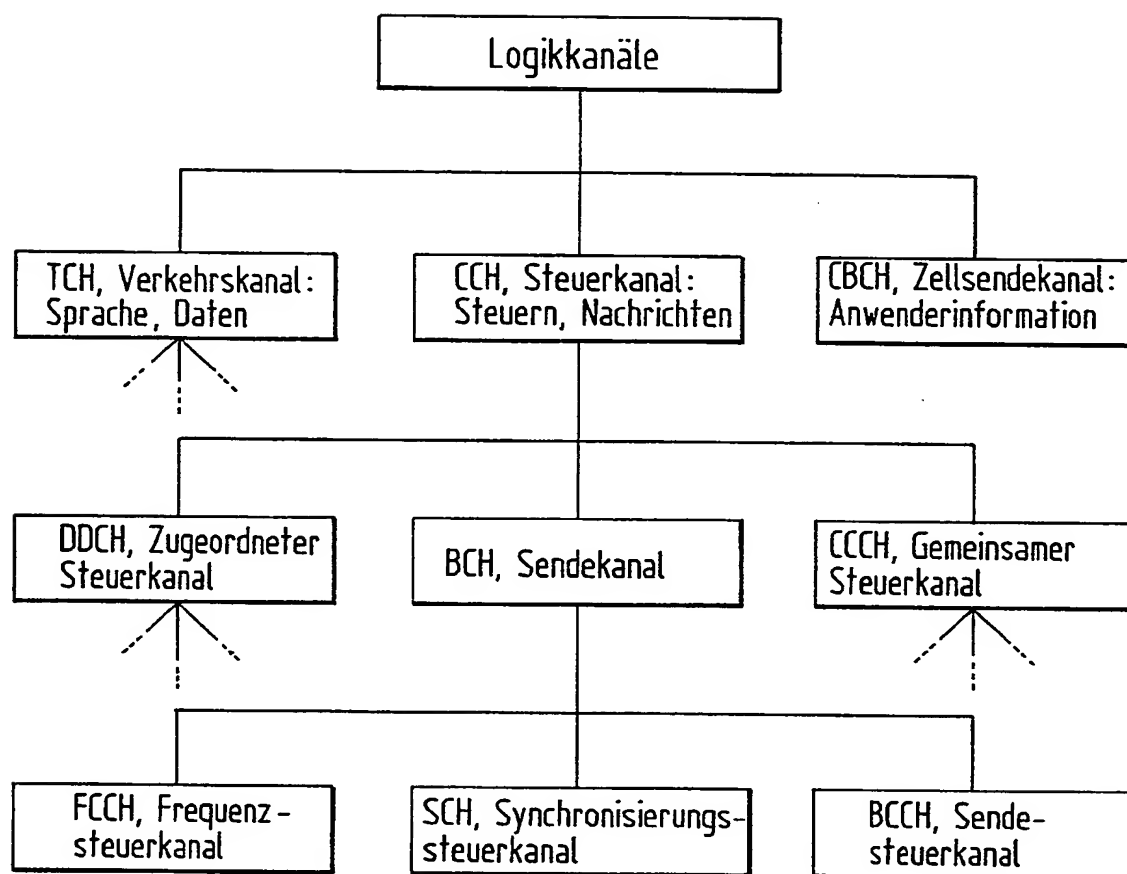 Logikkanäle
TCH, Verkehrskanal:
Sprache, Daten
CCH, Steuerkanal:
Steuern, Nachrichten
CBCH, Zellsendekanal:
Anwenderinformation
DDCH, Zugeordneter
Steuerkanal
BCH, Sendekanal
CCCH, Gemeinsamer
Steuerkanal
FCCH, Frequenz-
steuerkanal
SCH, Synchronisierungs-
steuerkanal
BCCH, Sende-
steuerkanal